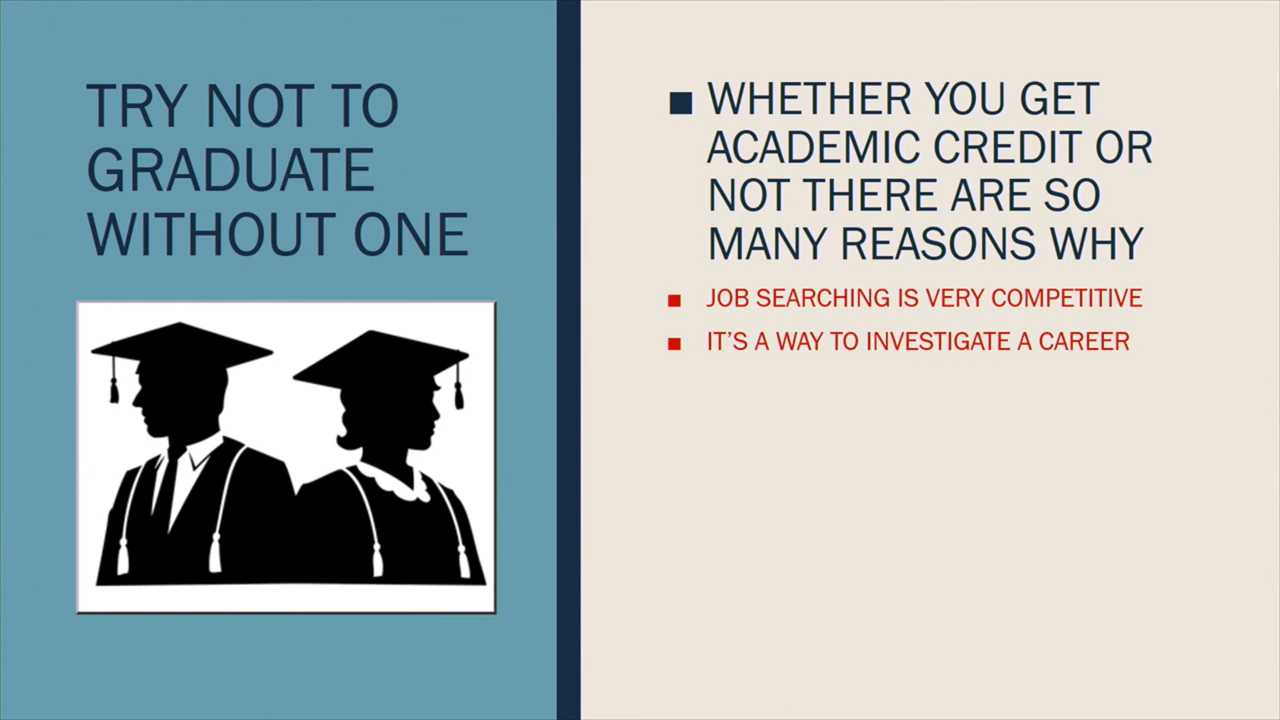 TRY NOT TO
GRADUATE
WITHOUT ONE
WHETHER YOU GET
ACADEMIC CREDIT OR
NOT THERE ARE SO
MANY REASONS WHY
JOB SEARCHING IS VERY COMPETITIVE
IT'S A WAY TO INVESTIGATE A CAREER